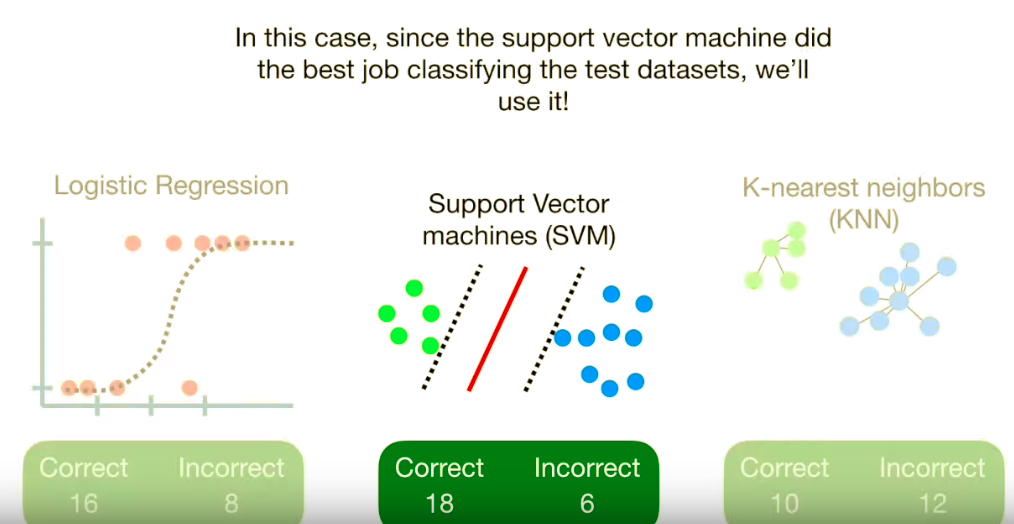 In this case, since the support vector machine did
the best job classifying the test datasets, we’ll
use it!
Logistic Regression
Support Vector
machines (SVM)
K-nearest neighbors
(KNN)
Correct Incorrect
16 8
Correct Incorrect
18 6
Correct Incorrect
10 12